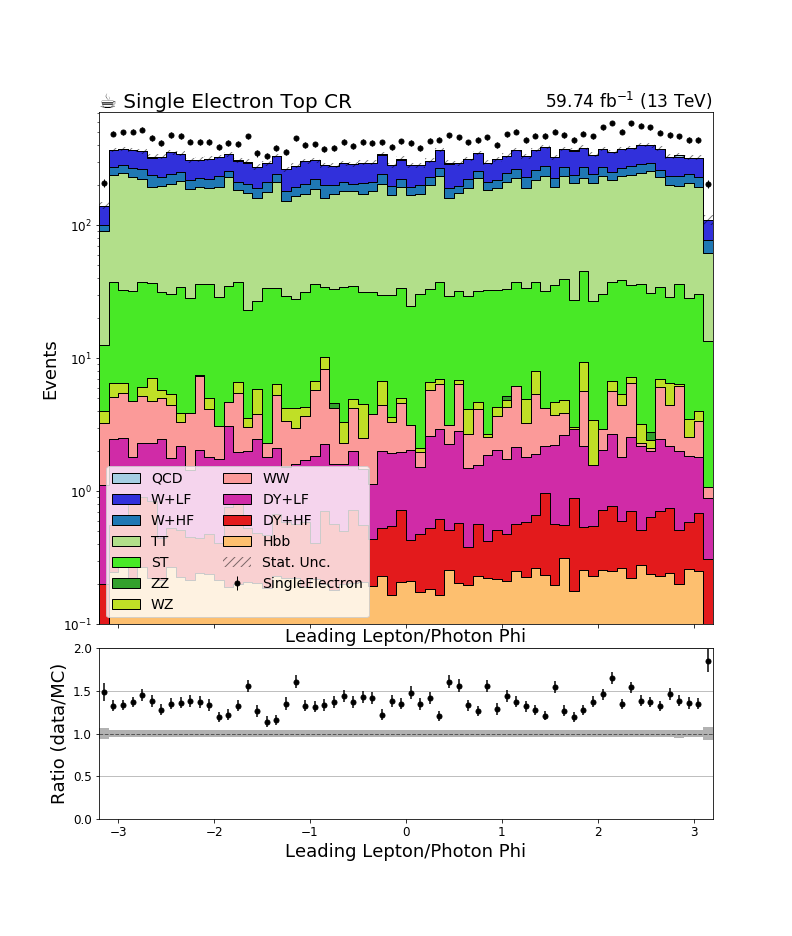 ☕ Single Electron Top CR
59.74 fb⁻¹ (13 TeV)
Events
10²
10¹
10⁰
10⁻¹
QCD
W+LF
W+HF
TT
ST
ZZ
WZ
WW
DY+LF
DY+HF
Hbb
Stat. Unc.
SingleElectron
Leading Lepton/Photon Phi
Ratio (data/MC)
2.0
1.5
1.0
0.5
0.0
−3 −2 −1 0 1 2 3
Leading Lepton/Photon Phi